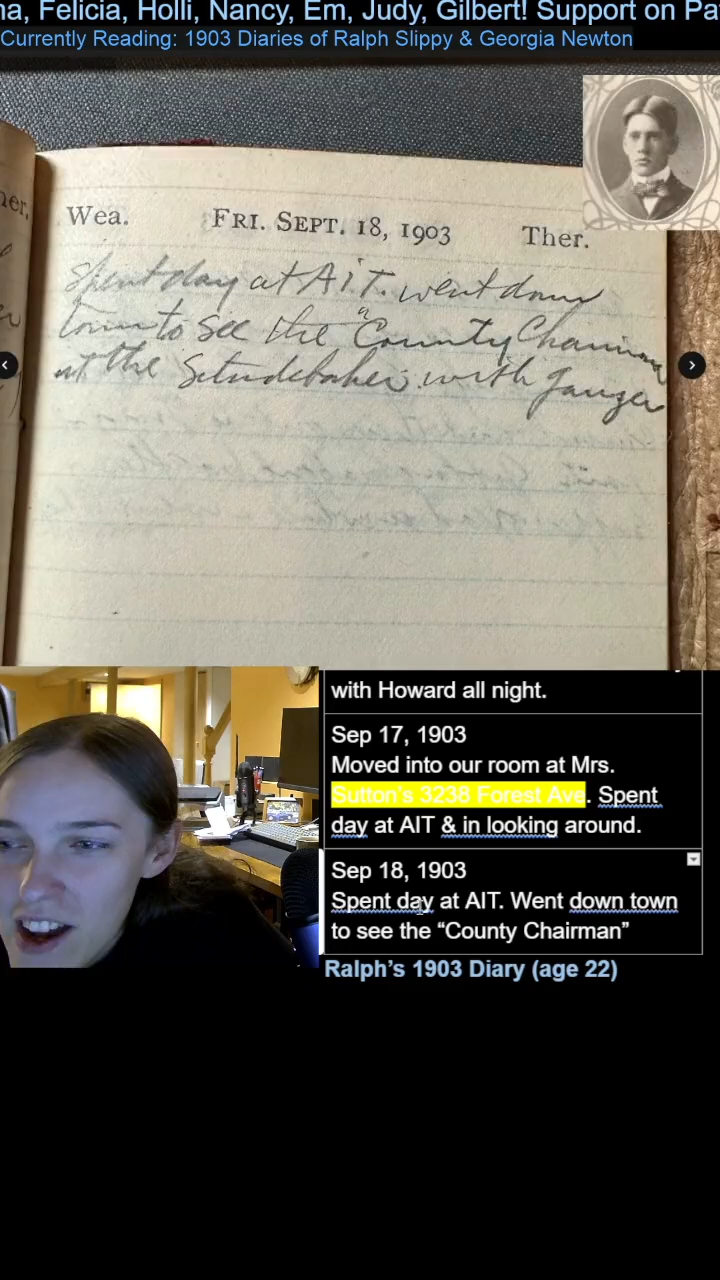 na, Felicia, Holli, Nancy, Em, Judy, Gilbert! Support on Pa
Currently Reading: 1903 Diaries of Ralph Slippy & Georgia Newton
her.
Wea. FRI. SEPT. 18, 1903 Ther.
Spent day at A.I.T. went down
town to see the "County Chairman
at the Studebaker. with Ganger
with Howard all night.
Sep 17, 1903
Moved into our room at Mrs.
Sutton's 3238 Forest Ave. Spent
day at AIT & in looking around.
Sep 18, 1903
Spent day at AIT. Went down town
to see the “County Chairman”
Ralph’s 1903 Diary (age 22)